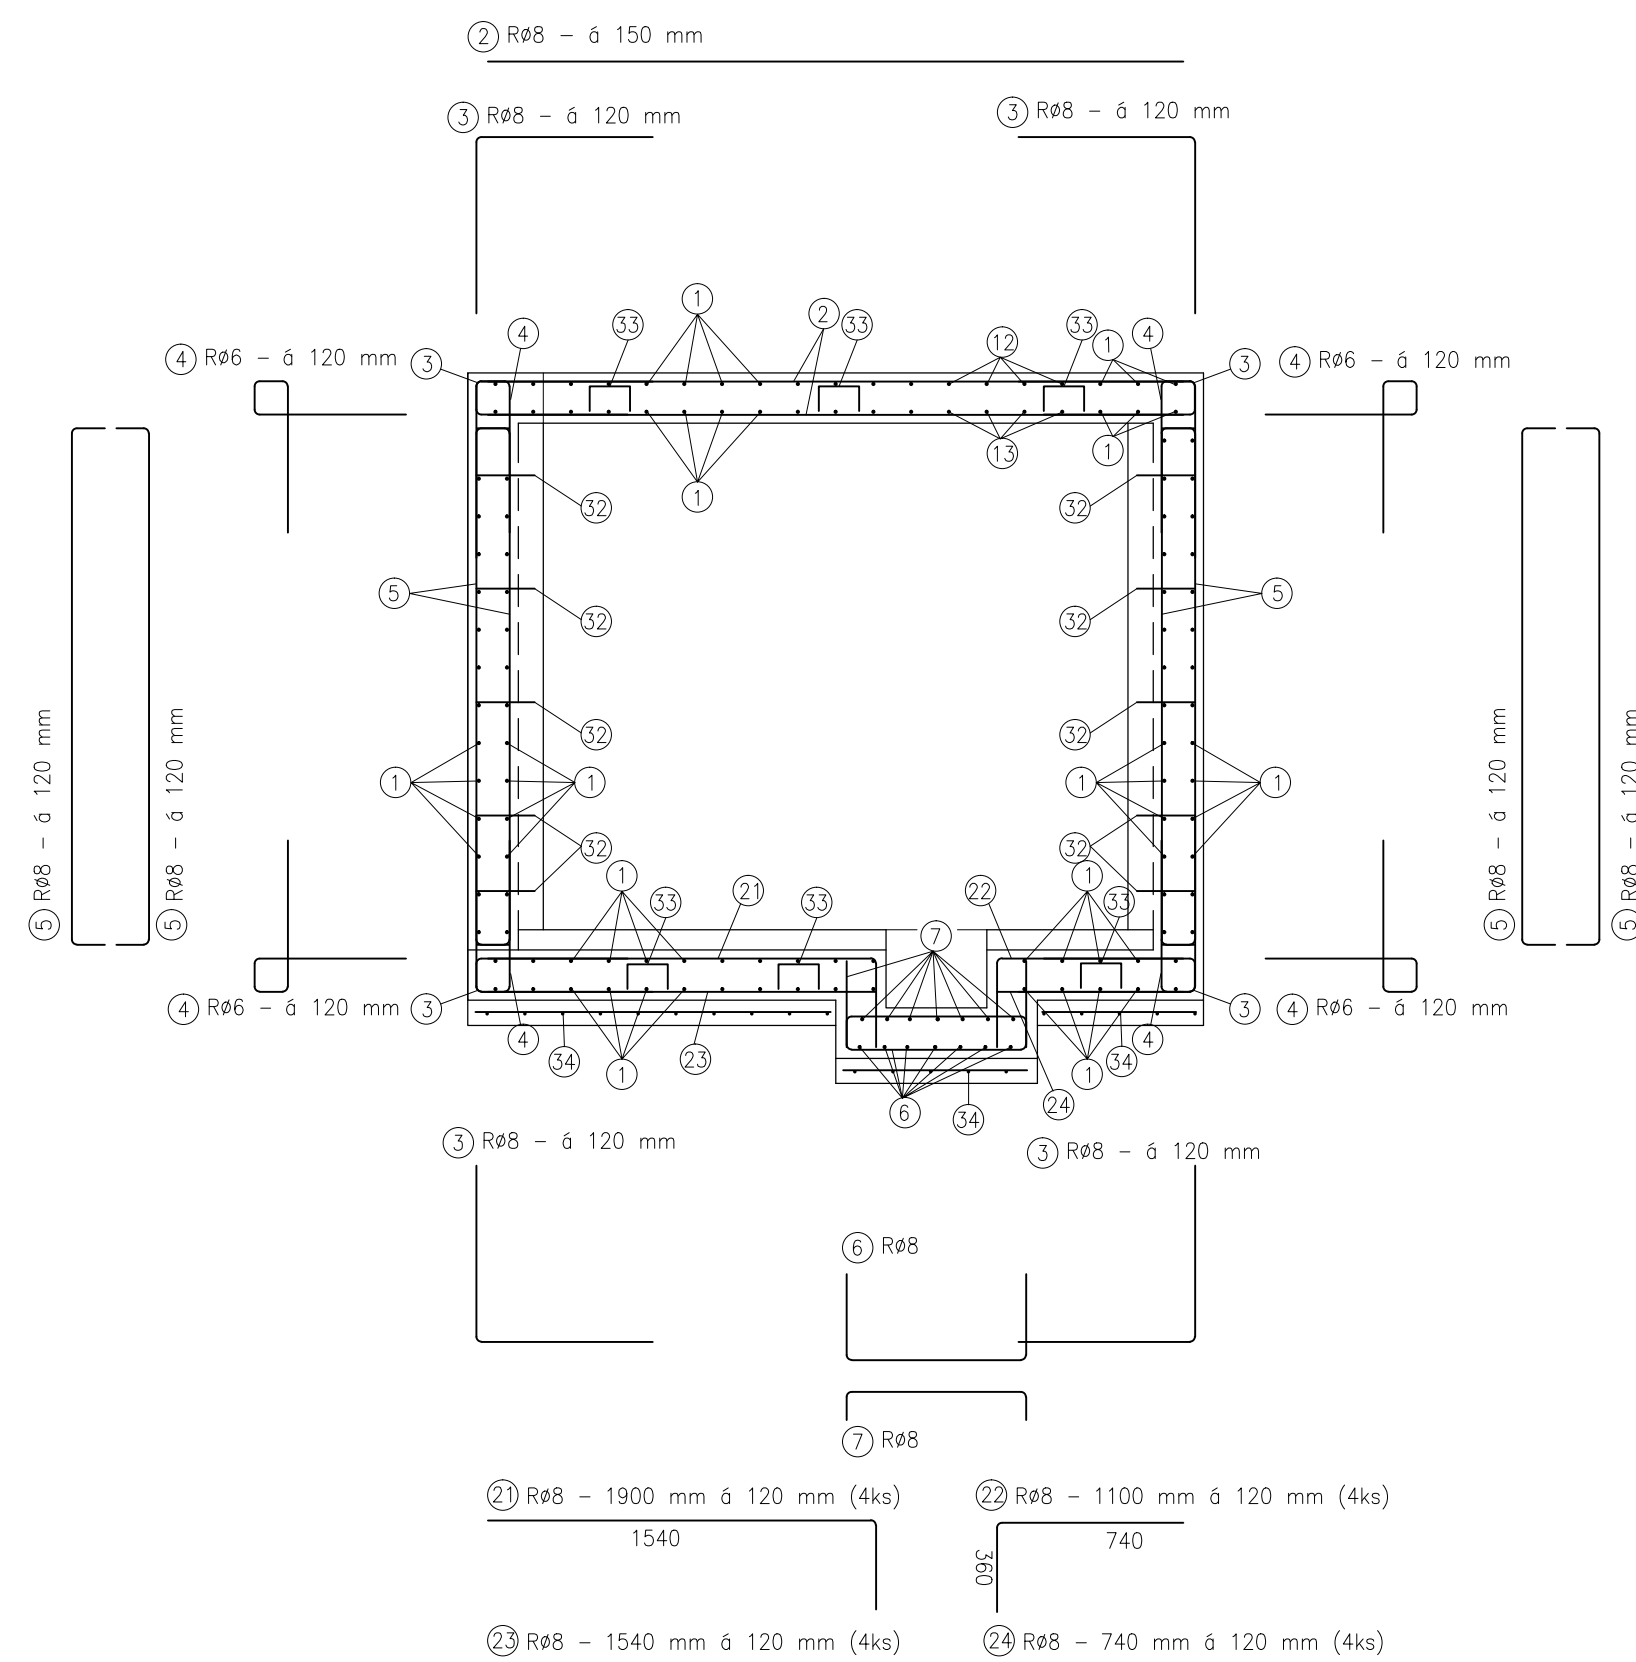 2 RØ8 – á 150 mm
3 RØ8 – á 120 mm
3 RØ8 – á 120 mm
1
2
33
33
33
12
1
4
4
4 RØ6 – á 120 mm
3
3
4 RØ6 – á 120 mm
13
1
1
32
32
5
5
32
32
32
32
1
1
1
1
32
32
5 RØ8 – á 120 mm
5 RØ8 – á 120 mm
5 RØ8 – á 120 mm
5 RØ8 – á 120 mm
1
33
21
33
22
1
33
7
4 RØ6 – á 120 mm
3
3
4 RØ6 – á 120 mm
4
34
1
23
6
34
24
1
34
4
3 RØ8 – á 120 mm
3 RØ8 – á 120 mm
6 RØ8
7 RØ8
21 RØ8 – 1900 mm á 120 mm (4ks)
1540
22 RØ8 – 1100 mm á 120 mm (4ks)
740
360
23 RØ8 – 1540 mm á 120 mm (4ks)
24 RØ8 – 740 mm á 120 mm (4ks)